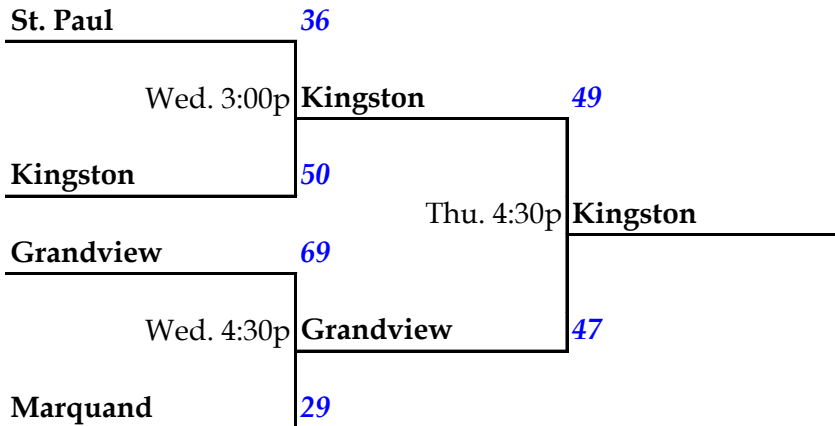 St. Paul 36
Wed. 3:00p Kingston 49
Kingston 50
Thu. 4:30p Kingston
Grandview 69
Wed. 4:30p Grandview 47
Marquand 29